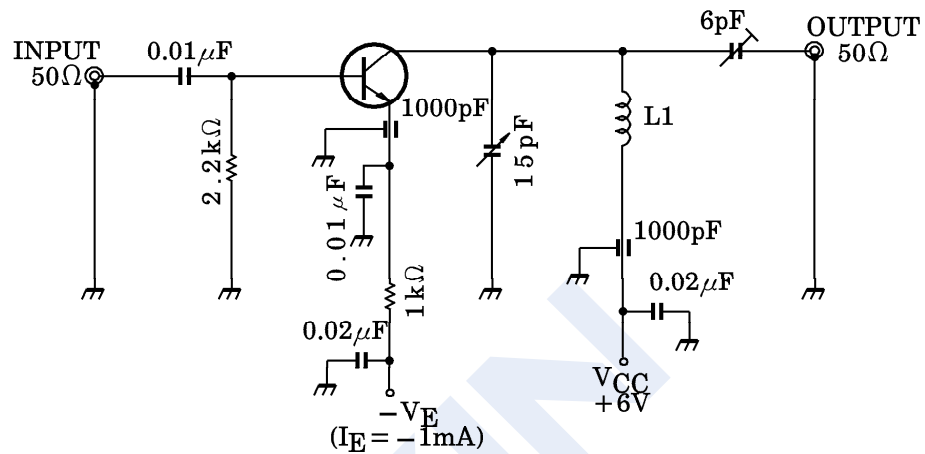 INPUT
50Ω
0.01μF
2.2kΩ
1000pF
0.01μF
1kΩ
0.02μF
−VE
(IE = −1mA)
15pF
L1
1000pF
0.02μF
VCC
+6V
6pF
OUTPUT
50Ω